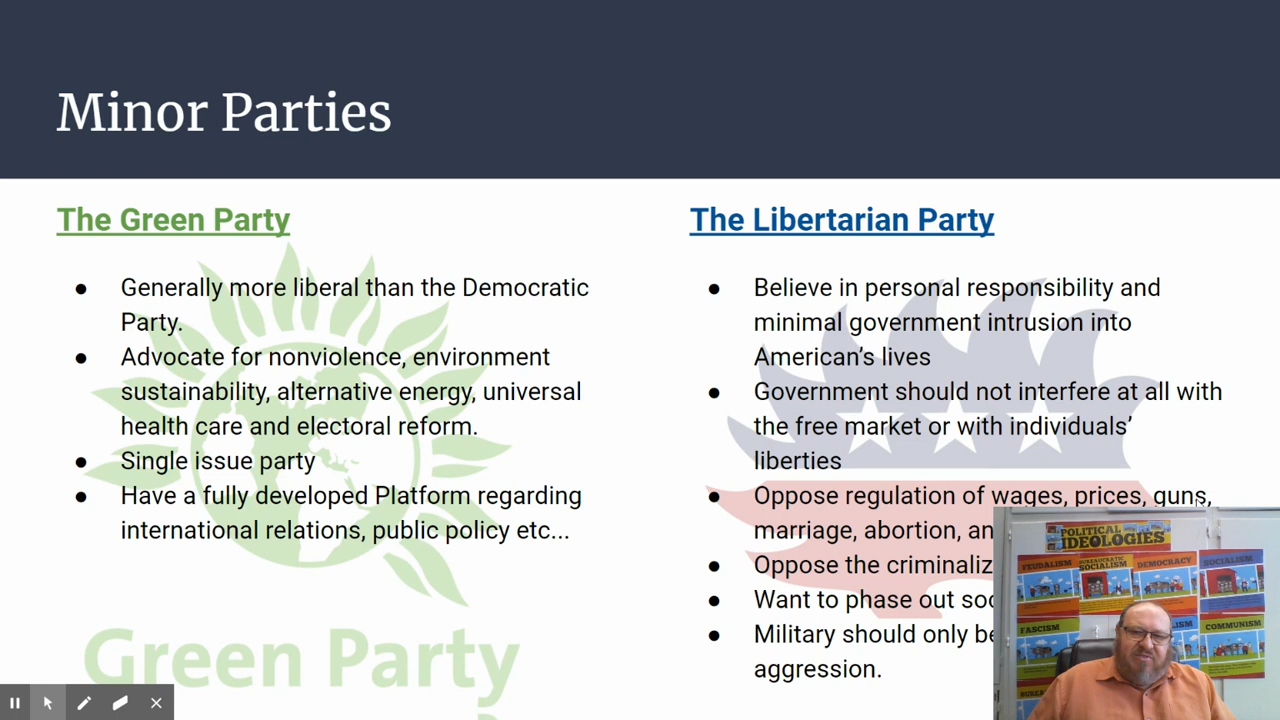 Minor Parties
The Green Party
● Generally more liberal than the Democratic
Party.
● Advocate for nonviolence, environment
sustainability, alternative energy, universal
health care and electoral reform.
● Single issue party
● Have a fully developed Platform regarding
international relations, public policy etc...
Green Party
The Libertarian Party
● Believe in personal responsibility and
minimal government intrusion into
American's lives
● Government should not interfere at all with
the free market or with individuals'
liberties
● Oppose regulation of wages, prices, guns,
marriage, abortion, an
● Oppose the criminaliz
● Want to phase out soc
● Military should only be
aggression.
POLITICAL
IDEOLOGIES
FEUDALISM
BUREAUCRATIC
SOCIALISM
DEMOCRACY
SOCIALISM
FASCISM
COMMUNISM